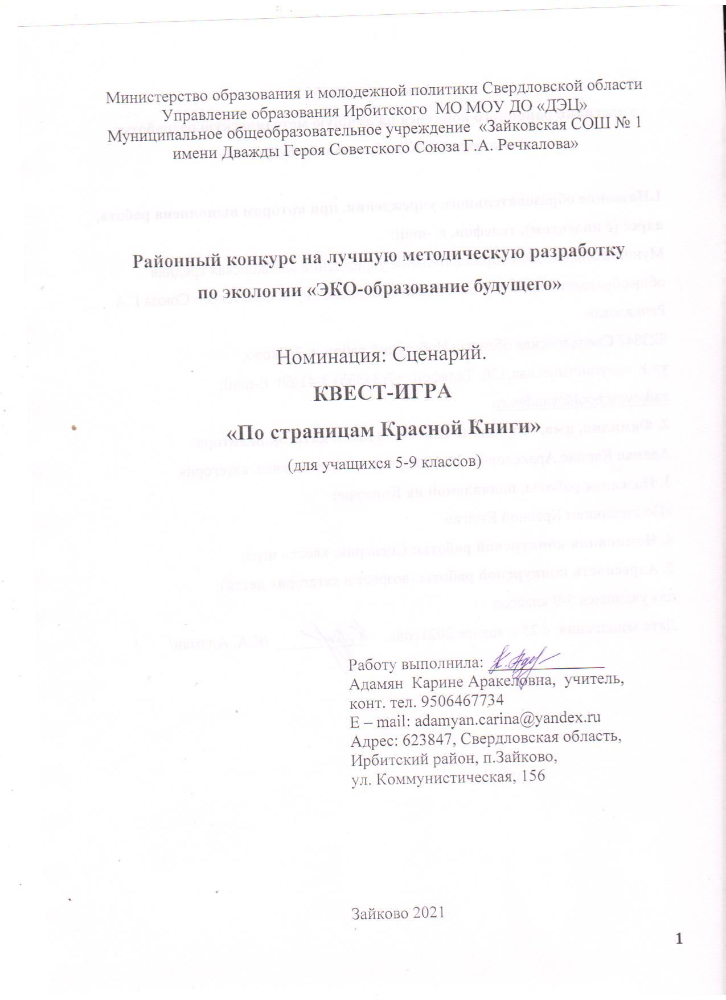 Министерство образования и молодежной политики Свердловской области
Управление образования Ирбитского МО МОУ ДО «ДЭЦ»
Муниципальное общеобразовательное учреждение «Зайковская СОШ № 1
имени Дважды Героя Советского Союза Г.А. Речкалова»
Районный конкурс на лучшую методическую разработку
по экологии «ЭКО-образование будущего»
Номинация: Сценарий.
КВЕСТ-ИГРА
«По страницам Красной Книги»
(для учащихся 5-9 классов)
Работу выполнила:
Адамян Карине Аракеловна, учитель,
конт. тел. 9506467734
E – mail: adamyan.carina@yandex.ru
Адрес: 623847, Свердловская область,
Ирбитский район, п.Зайково,
ул. Коммунистическая, 156
Зайково 2021
1